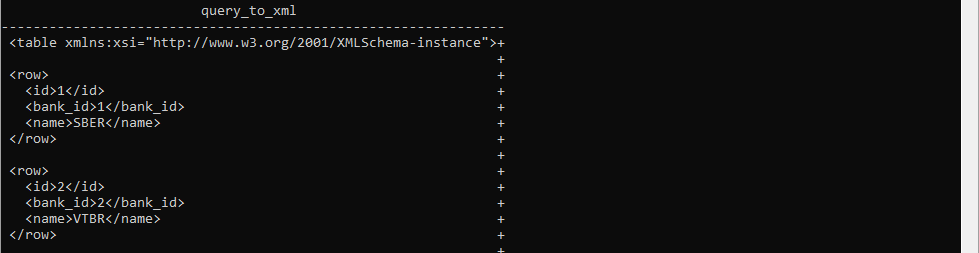 query_to_xml
---------------------------------------------------------------
<table xmlns:xsi="http://www.w3.org/2001/XMLSchema-instance">+
+
<row> +
<id>1</id> +
<bank_id>1</bank_id> +
<name>SBER</name> +
</row> +
+
<row> +
<id>2</id> +
<bank_id>2</bank_id> +
<name>VTBR</name> +
</row> +
+